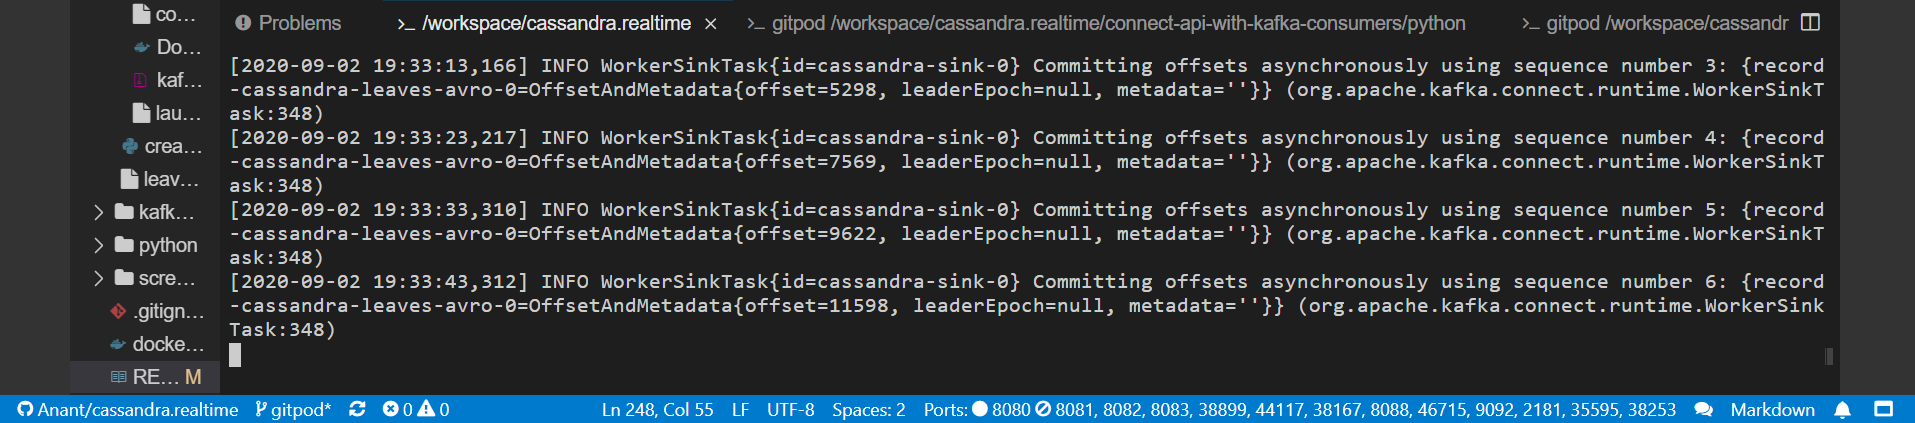 co...
Problems
/workspace/cassandra.realtime ×
gitpod /workspace/cassandra.realtime/connect-api-with-kafka-consumers/python
gitpod /workspace/cassandr
Do...
kaf...
lau...
crea...
leav...
kafk...
python
scre...
.gitign...
docke...
RE... M
[2020-09-02 19:33:13,166] INFO WorkerSinkTask{id=cassandra-sink-0} Committing offsets asynchronously using sequence number 3: {record
-cassandra-leaves-avro-0=OffsetAndMetadata{offset=5298, leaderEpoch=null, metadata=''}} (org.apache.kafka.connect.runtime.WorkerSinkT
ask:348)
[2020-09-02 19:33:23,217] INFO WorkerSinkTask{id=cassandra-sink-0} Committing offsets asynchronously using sequence number 4: {record
-cassandra-leaves-avro-0=OffsetAndMetadata{offset=7569, leaderEpoch=null, metadata=''}} (org.apache.kafka.connect.runtime.WorkerSinkT
ask:348)
[2020-09-02 19:33:33,310] INFO WorkerSinkTask{id=cassandra-sink-0} Committing offsets asynchronously using sequence number 5: {record
-cassandra-leaves-avro-0=OffsetAndMetadata{offset=9622, leaderEpoch=null, metadata=''}} (org.apache.kafka.connect.runtime.WorkerSinkT
ask:348)
[2020-09-02 19:33:43,312] INFO WorkerSinkTask{id=cassandra-sink-0} Committing offsets asynchronously using sequence number 6: {record
-cassandra-leaves-avro-0=OffsetAndMetadata{offset=11598, leaderEpoch=null, metadata=''}} (org.apache.kafka.connect.runtime.WorkerSink
Task:348)
Anant/cassandra.realtime gitpod* 0 0 Ln 248, Col 55 LF UTF-8 Spaces: 2 Ports: 8080 8081, 8082, 8083, 38899, 44117, 38167, 8088, 46715, 9092, 2181, 35595, 38253 Markdown